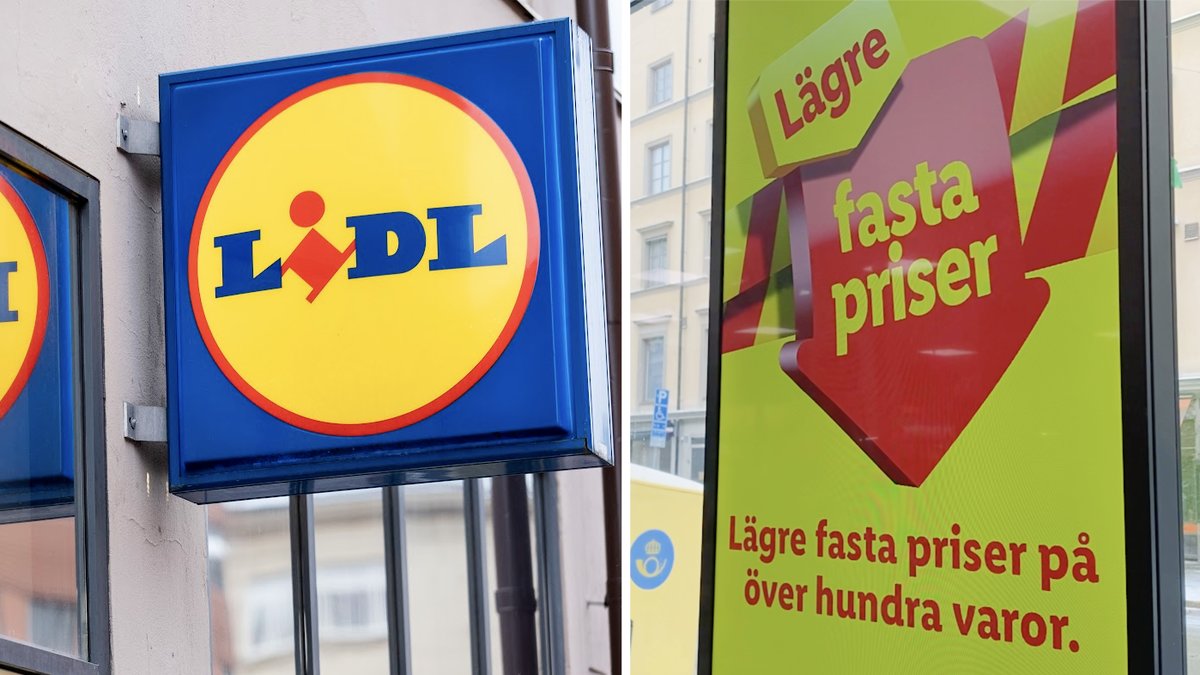 LiDL
Lägre
fasta
priser
Lägre fasta priser på
över hundra varor.
P